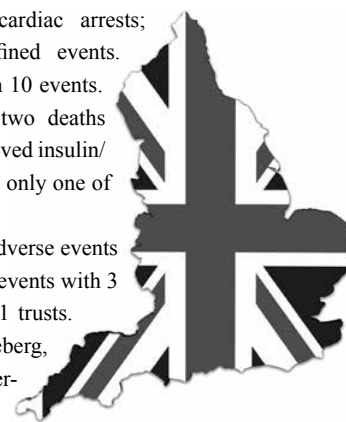 cardiac arrests;
fined events.
10 events.
two deaths
ved insulin/
only one of
dverse events
events with 3
1 trusts.
eberg,
er-